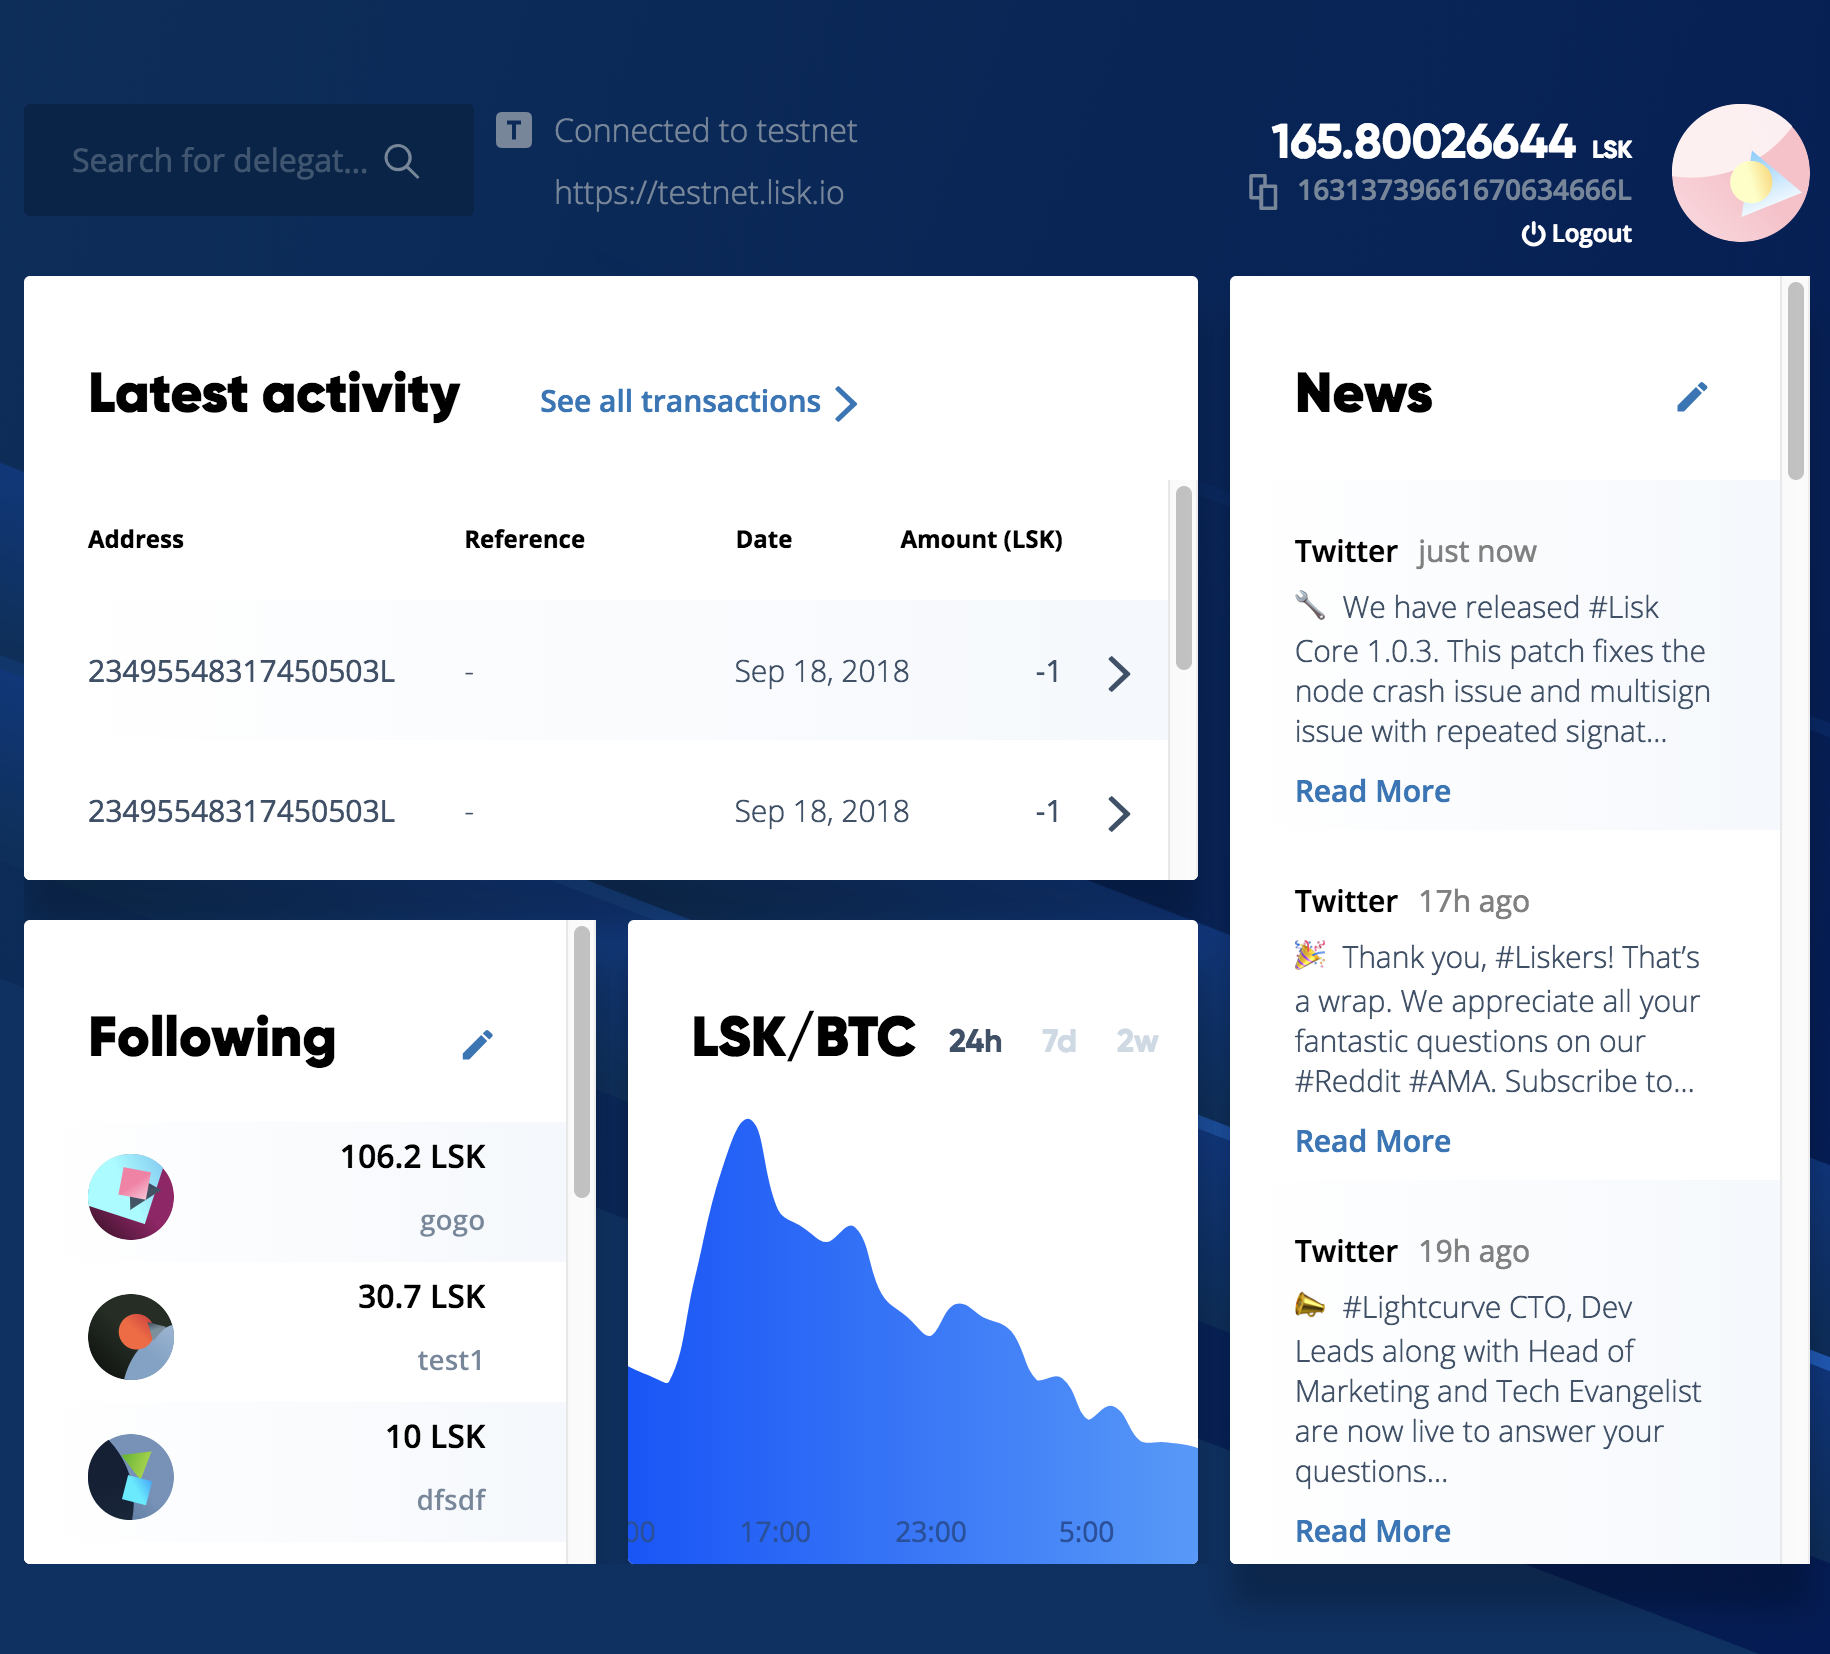 Search for delegat...
T Connected to testnet
https://testnet.lisk.io
165.80026644 LSK
16313739661670634666L
Logout
Latest activity
See all transactions
Address Reference Date Amount (LSK)
23495548317450503L - Sep 18, 2018 -1
23495548317450503L - Sep 18, 2018 -1
Following
106.2 LSK
gogo
30.7 LSK
test1
10 LSK
dfsdf
LSK/BTC 24h 7d 2w
00 17:00 23:00 5:00
News
Twitter just now
🔧 We have released #Lisk
Core 1.0.3. This patch fixes the
node crash issue and multisign
issue with repeated signat...
Read More
Twitter 17h ago
🎉 Thank you, #Liskers! That’s
a wrap. We appreciate all your
fantastic questions on our
#Reddit #AMA. Subscribe to...
Read More
Twitter 19h ago
📣 #Lightcurve CTO, Dev
Leads along with Head of
Marketing and Tech Evangelist
are now live to answer your
questions...
Read More